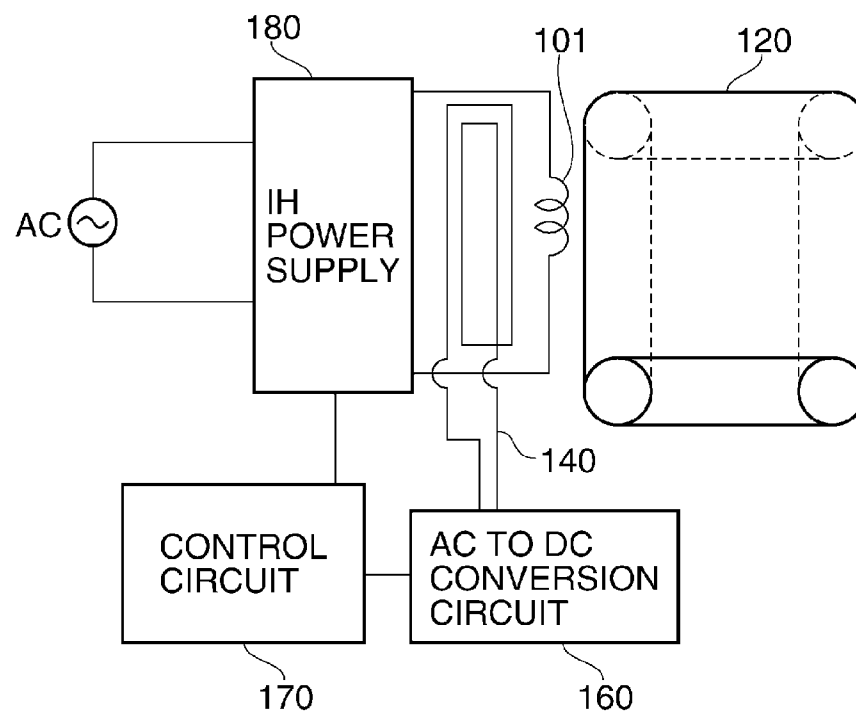 180
101
120
AC
IH
POWER
SUPPLY
140
CONTROL
CIRCUIT
AC TO DC
CONVERSION
CIRCUIT
170
160